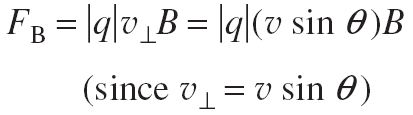 F_B = |q|v_⊥B = |q|(v sin θ)B
(since v_⊥ = v sin θ)